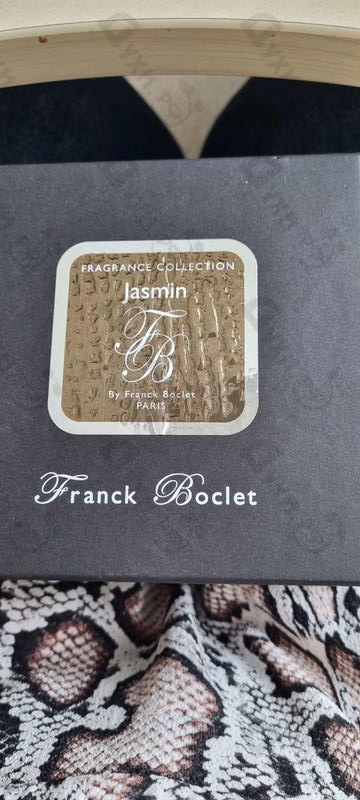 FRAGRANCE COLLECTION
Jasmin
FB
By Franck Boclet
PARIS
Franck Boclet